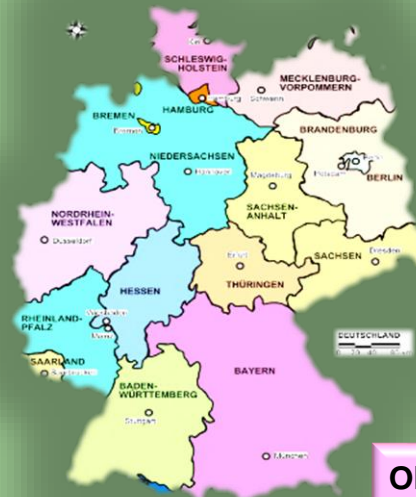 SCHLESWIG-
HOLSTEIN
MECKLENBURG-
VORPOMMERN
HAMBURG
Schwerin
BREMEN
Bremen
BRANDENBURG
NIEDERSACHSEN
Hannover
Magdeburg
Potsdam
BERLIN
SACHSEN-
ANHALT
NORDRHEIN-
WESTFALEN
Düsseldorf
Dresden
SACHSEN
Erfurt
THÜRINGEN
HESSEN
Wiesbaden
Mainz
RHEINLAND-
PFALZ
DEUTSCHLAND
SAARLAND
Saarbrücken
BAYERN
BADEN-
WÜRTTEMBERG
Stuttgart
München